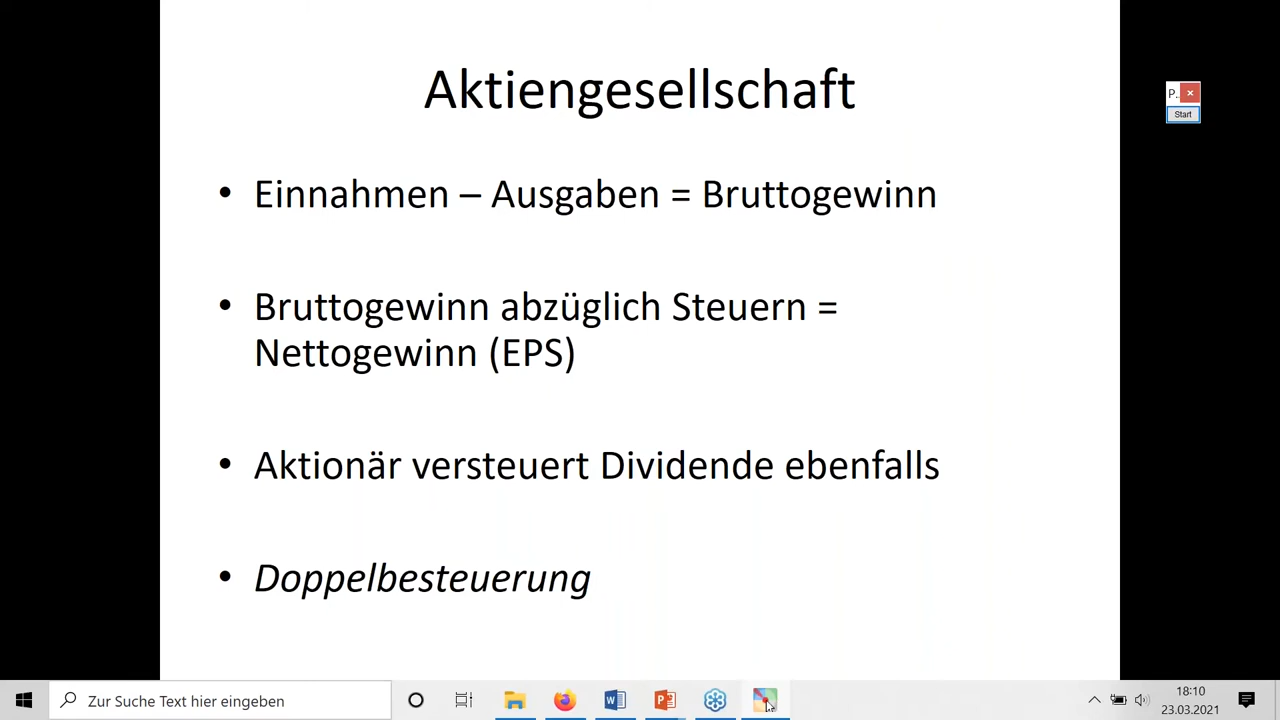 Aktiengesellschaft
P.
Start
• Einnahmen – Ausgaben = Bruttogewinn
• Bruttogewinn abzüglich Steuern =
Nettogewinn (EPS)
• Aktionär versteuert Dividende ebenfalls
• Doppelbesteuerung
Zur Suche Text hier eingeben
18:10
23.03.2021